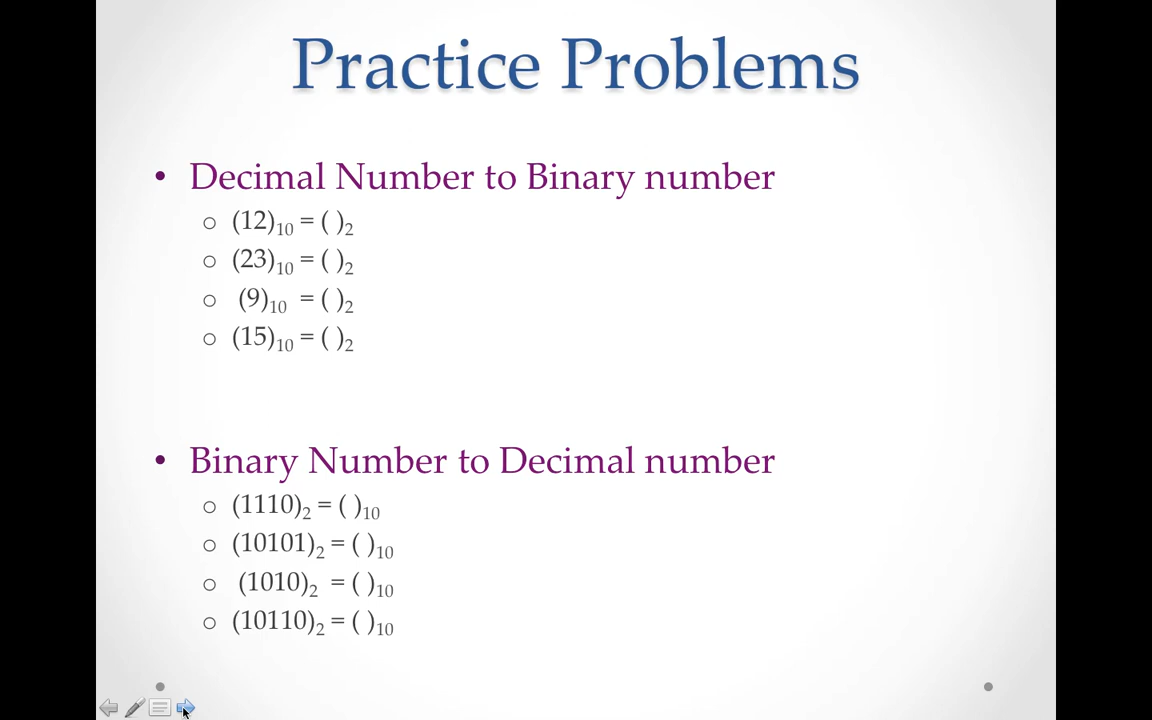 Practice Problems
• Decimal Number to Binary number
o (12)₁₀ = ( )₂
o (23)₁₀ = ( )₂
o (9)₁₀ = ( )₂
o (15)₁₀ = ( )₂
• Binary Number to Decimal number
o (1110)₂ = ( )₁₀
o (10101)₂ = ( )₁₀
o (1010)₂ = ( )₁₀
o (10110)₂ = ( )₁₀